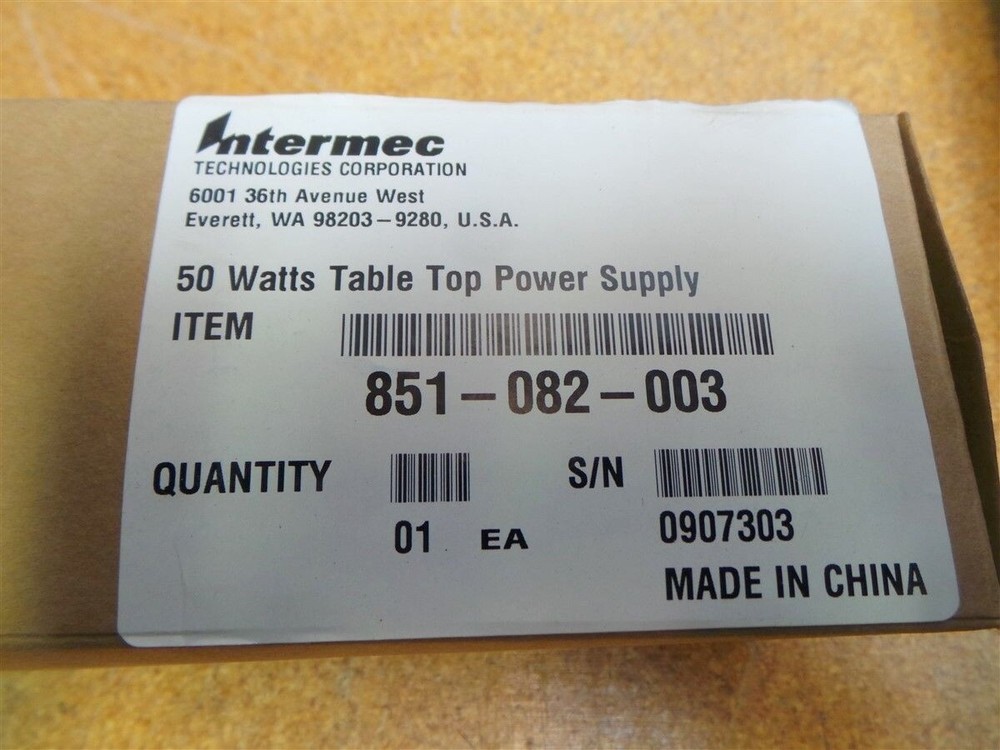 Intermec
TECHNOLOGIES CORPORATION
6001 36th Avenue West
Everett, WA 98203-9280, U.S.A.
50 Watts Table Top Power Supply
ITEM
851-082-003
QUANTITY
01 EA
S/N
0907303
MADE IN CHINA